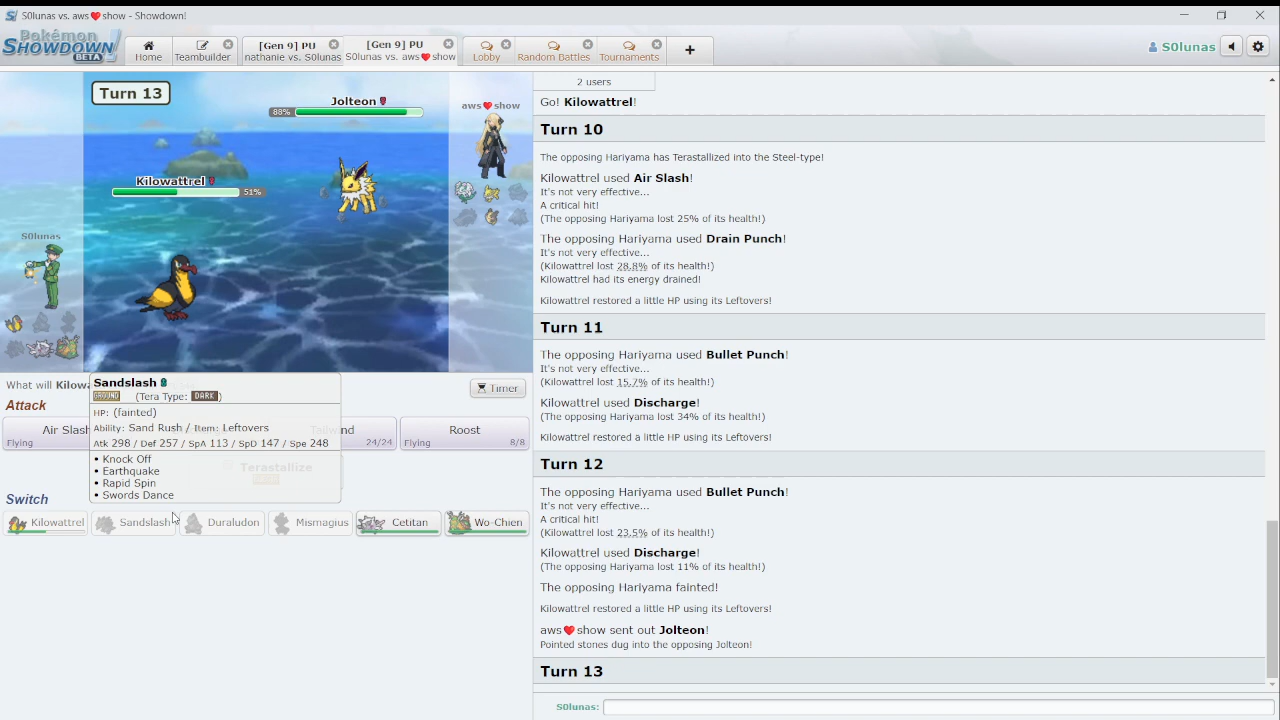 S0lunas vs. aws♥show - Showdown!
Pokémon
SHOWDOWN!
BETA
Home
Teambuilder
[Gen 9] PU
nathanie vs. S0lunas
[Gen 9] PU
S0lunas vs. aws♥show
Lobby
Random Battles
Tournaments
S0lunas
Turn 13
Jolteon
88%
aws♥show
Kilowattrel
51%
S0lunas
What will Kilow
Timer
Attack
Air Slas
Flying
ind
24/24
Roost
Flying 8/8
Terastallize
Sandslash
GROUND (Tera Type: DARK)
HP: (fainted)
Ability: Sand Rush / Item: Leftovers
Atk 298 / Def 257 / SpA 113 / SpD 147 / Spe 248
• Knock Off
• Earthquake
• Rapid Spin
• Swords Dance
Switch
Kilowattrel
Sandslash
Duraludon
Mismagius
Cetitan
Wo-Chien
2 users
Go! Kilowattrel!
Turn 10
The opposing Hariyama has Terastallized into the Steel-type!
Kilowattrel used Air Slash!
It's not very effective...
A critical hit!
(The opposing Hariyama lost 25% of its health!)
The opposing Hariyama used Drain Punch!
It's not very effective...
(Kilowattrel lost 28.8% of its health!)
Kilowattrel had its energy drained!
Kilowattrel restored a little HP using its Leftovers!
Turn 11
The opposing Hariyama used Bullet Punch!
It's not very effective...
(Kilowattrel lost 15.7% of its health!)
Kilowattrel used Discharge!
(The opposing Hariyama lost 34% of its health!)
Kilowattrel restored a little HP using its Leftovers!
Turn 12
The opposing Hariyama used Bullet Punch!
It's not very effective...
A critical hit!
(Kilowattrel lost 23.5% of its health!)
Kilowattrel used Discharge!
(The opposing Hariyama lost 11% of its health!)
The opposing Hariyama fainted!
Kilowattrel restored a little HP using its Leftovers!
aws♥show sent out Jolteon!
Pointed stones dug into the opposing Jolteon!
Turn 13
S0lunas: